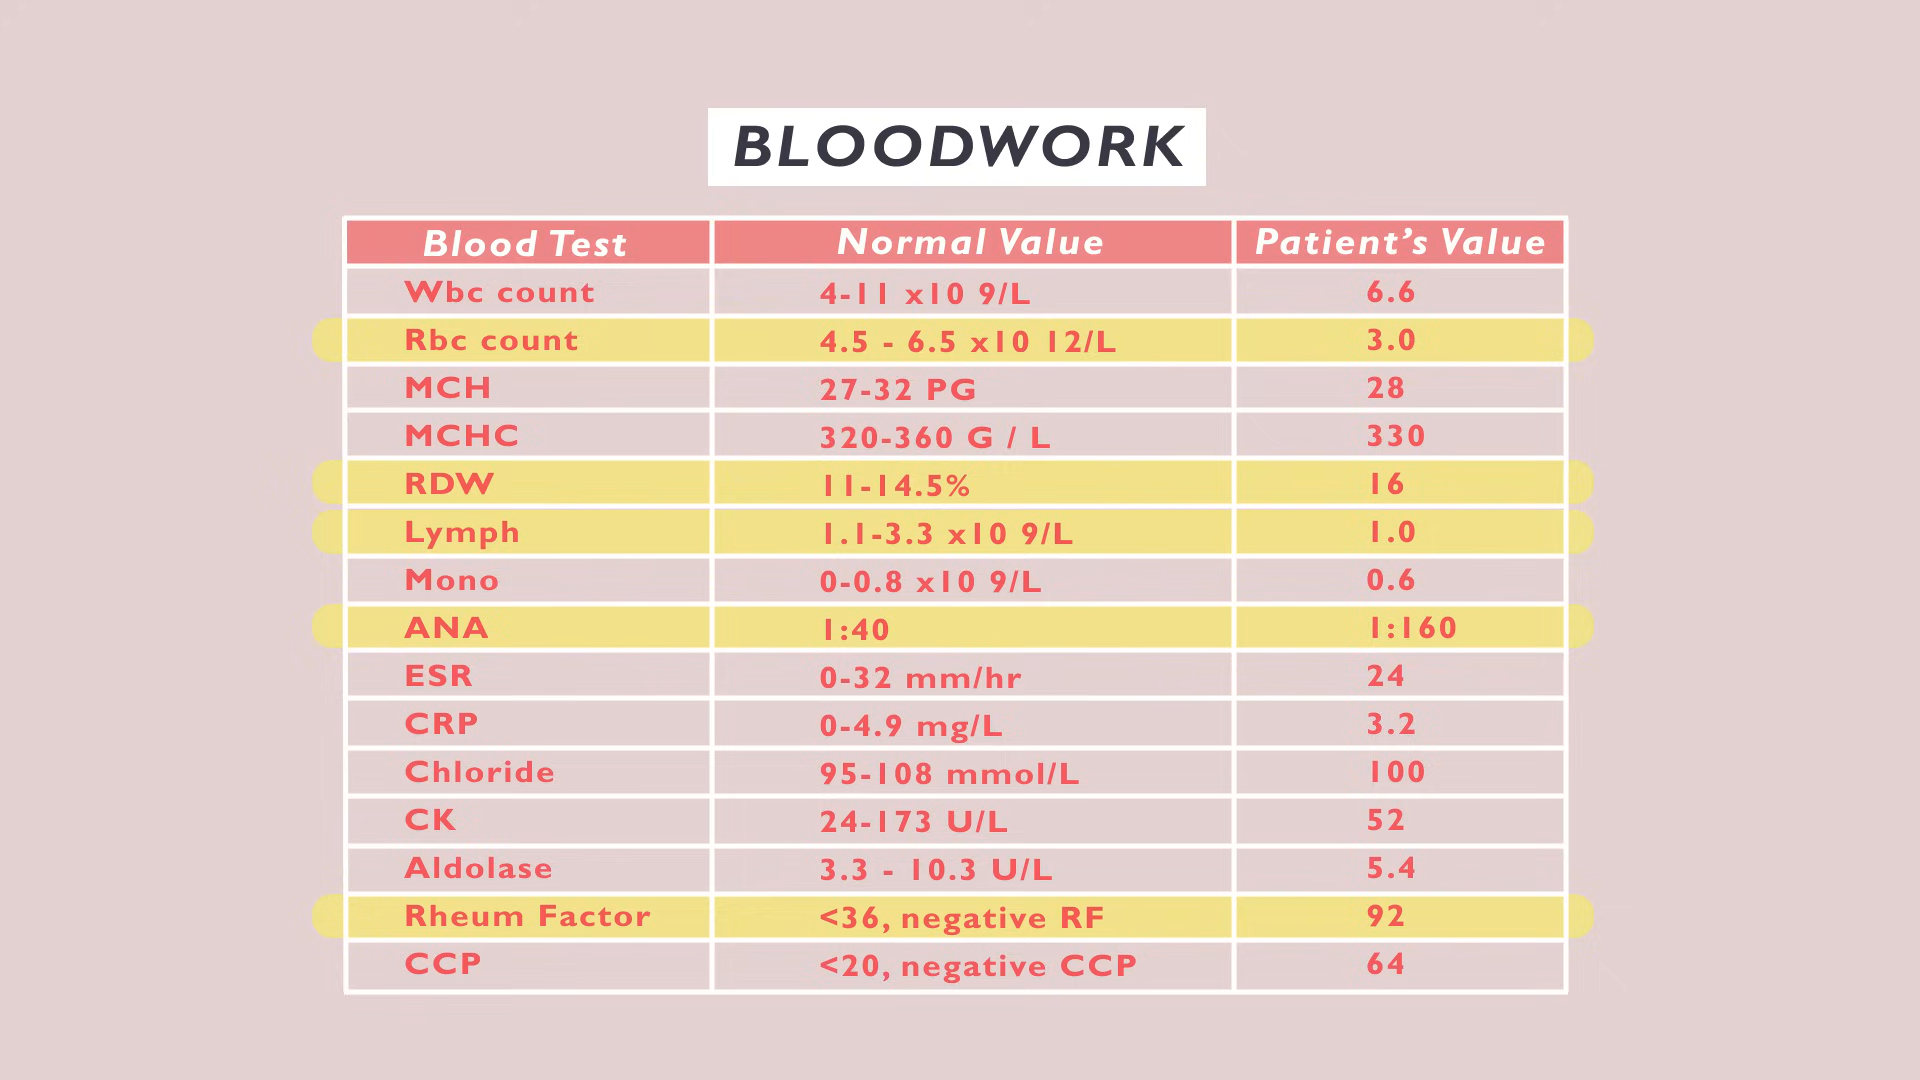 BLOODWORK
Blood Test Normal Value Patient's Value
Wbc count 4-11 x10 9/L 6.6
Rbc count 4.5 - 6.5 x10 12/L 3.0
MCH 27-32 PG 28
MCHC 320-360 G / L 330
RDW 11-14.5% 16
Lymph 1.1-3.3 x10 9/L 1.0
Mono 0-0.8 x10 9/L 0.6
ANA 1:40 1:160
ESR 0-32 mm/hr 24
CRP 0-4.9 mg/L 3.2
Chloride 95-108 mmol/L 100
CK 24-173 U/L 52
Aldolase 3.3 - 10.3 U/L 5.4
Rheum Factor <36, negative RF 92
CCP <20, negative CCP 64